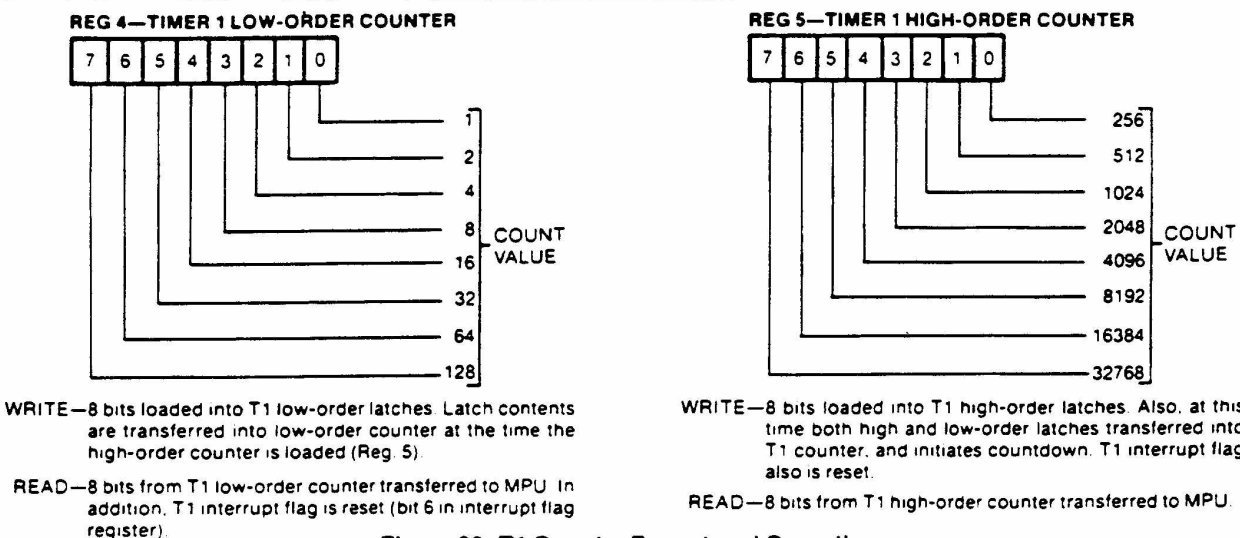 REG 4—TIMER 1 LOW-ORDER COUNTER
7 6 5 4 3 2 1 0
1
2
4
8
16
32
64
128
COUNT
VALUE
WRITE—8 bits loaded into T1 low-order latches. Latch contents
are transferred into low-order counter at the time the
high-order counter is loaded (Reg. 5).
READ—8 bits from T1 low-order counter transferred to MPU. In
addition, T1 interrupt flag is reset (bit 6 in interrupt flag
register).
REG 5—TIMER 1 HIGH-ORDER COUNTER
7 6 5 4 3 2 1 0
256
512
1024
2048
4096
8192
16384
32768
COUNT
VALUE
WRITE—8 bits loaded into T1 high-order latches. Also, at this
time both high and low-order latches transferred into
T1 counter, and initiates countdown. T1 interrupt flag
also is reset.
READ—8 bits from T1 high-order counter transferred to MPU.